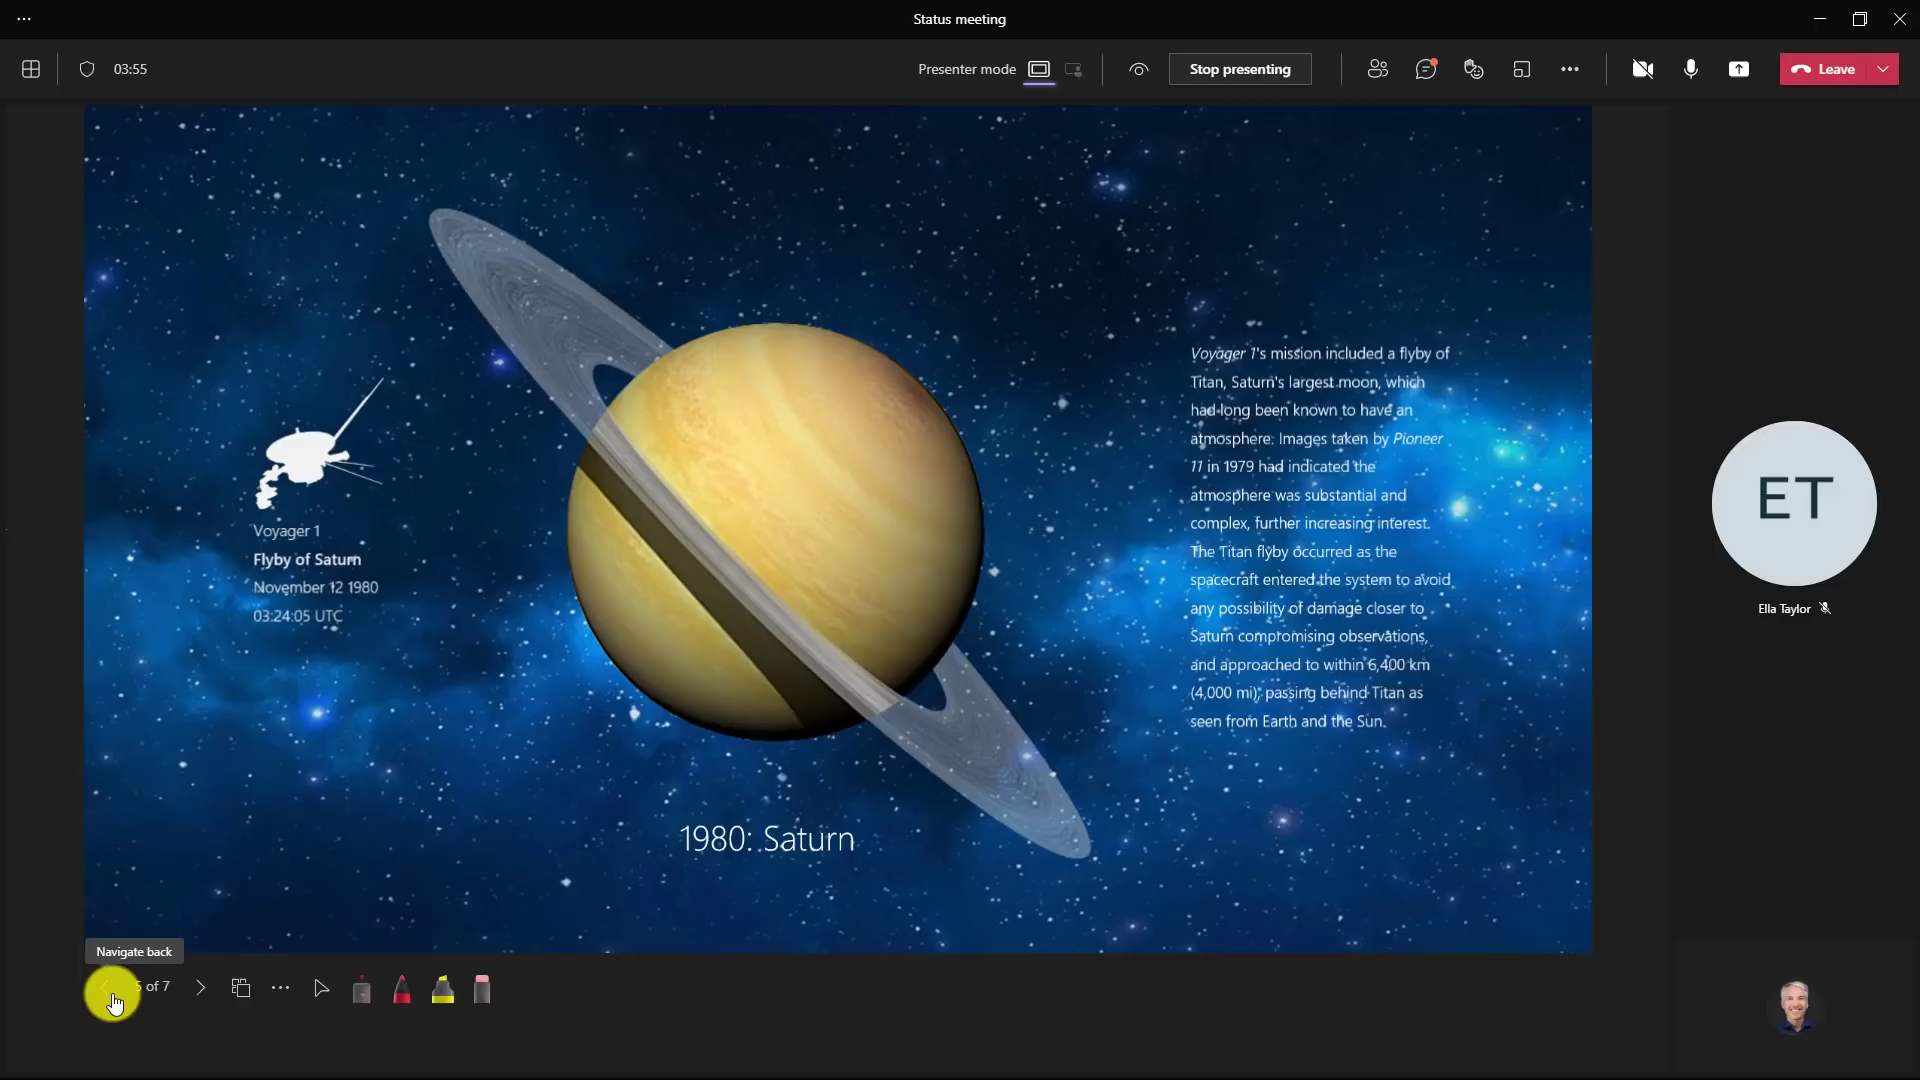 Status meeting
03:55
Presenter mode
Stop presenting
Leave
Voyager 1
Flyby of Saturn
November 12 1980
03:24:05 UTC
1980: Saturn
Voyager 1's mission included a flyby of
Titan, Saturn's largest moon, which
had long been known to have an
atmosphere. Images taken by Pioneer
11 in 1979 had indicated the
atmosphere was substantial and
complex, further increasing interest.
The Titan flyby occurred as the
spacecraft entered the system to avoid
any possibility of damage closer to
Saturn compromising observations,
and approached to within 6,400 km
(4,000 mi), passing behind Titan as
seen from Earth and the Sun.
ET
Ella Taylor
Navigate back
5 of 7